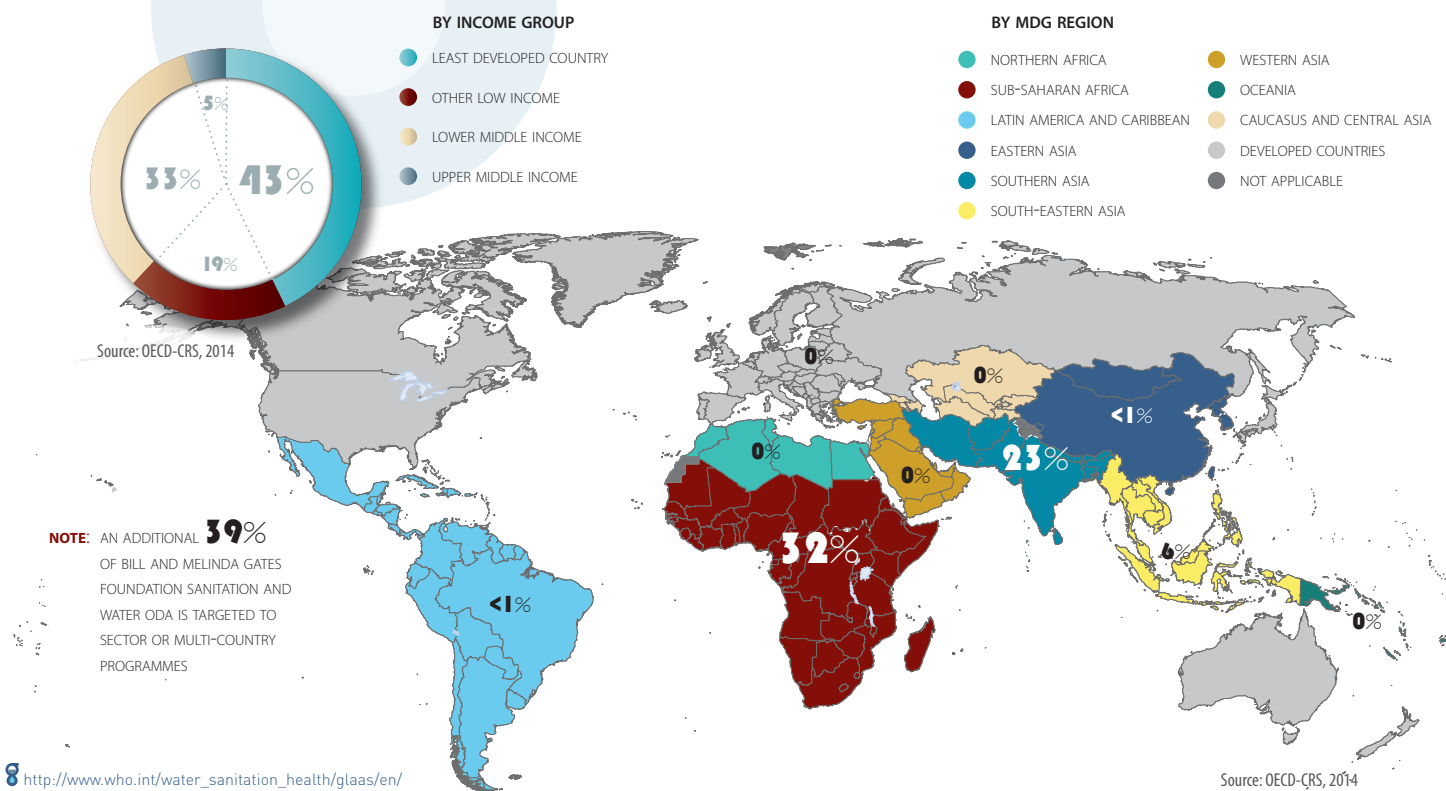 BY INCOME GROUP
LEAST DEVELOPED COUNTRY
OTHER LOW INCOME
LOWER MIDDLE INCOME
UPPER MIDDLE INCOME
5%
33%
43%
19%
Source: OECD-CRS, 2014
BY MDG REGION
NORTHERN AFRICA
SUB-SAHARAN AFRICA
LATIN AMERICA AND CARIBBEAN
EASTERN ASIA
SOUTHERN ASIA
SOUTH-EASTERN ASIA
WESTERN ASIA
OCEANIA
CAUCASUS AND CENTRAL ASIA
DEVELOPED COUNTRIES
NOT APPLICABLE
0%
0%
<1%
0%
23%
0%
32%
6%
<1%
0%
NOTE: AN ADDITIONAL 39%
OF BILL AND MELINDA GATES
FOUNDATION SANITATION AND
WATER ODA IS TARGETED TO
SECTOR OR MULTI-COUNTRY
PROGRAMMES
http://www.who.int/water_sanitation_health/glaas/en/
Source: OECD-CRS, 2014